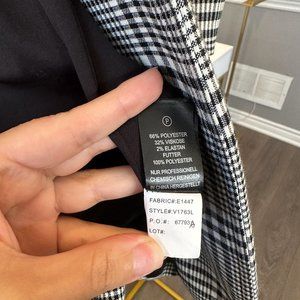 P
66% POLYESTER
32% VISKOSE
2% ELASTAN
FUTTER
100% POLYESTER
NUR PROFESSIONELL
CHEMISCH REINIGEN
IN CHINA HERGESTELLT
FABRIC#:E1447
STYLE#:V1763L
P.O.#: 67793A
LOT#: